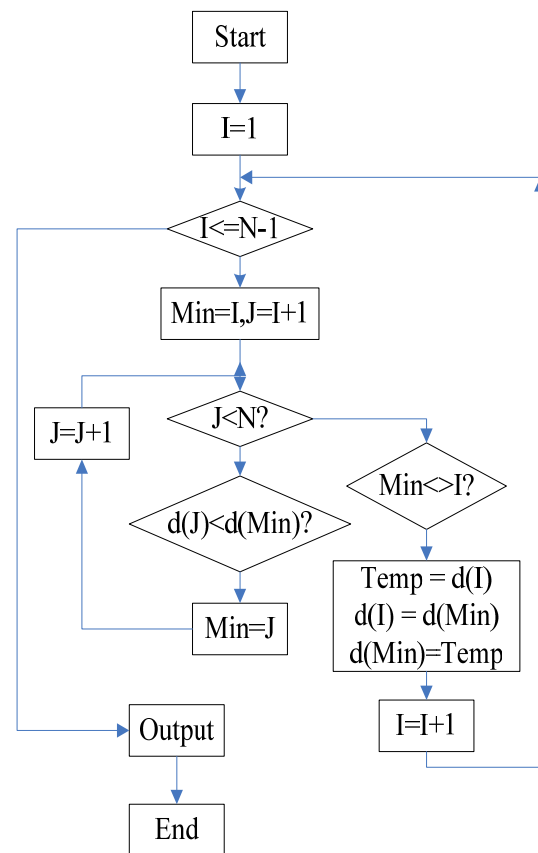 Start
I=1
I<=N-1
Min=I,J=I+1
J<N?
J=J+1
Min<>I?
d(J)<d(Min)?
Temp = d(I)
d(I) = d(Min)
d(Min)=Temp
Min=J
I=I+1
Output
End